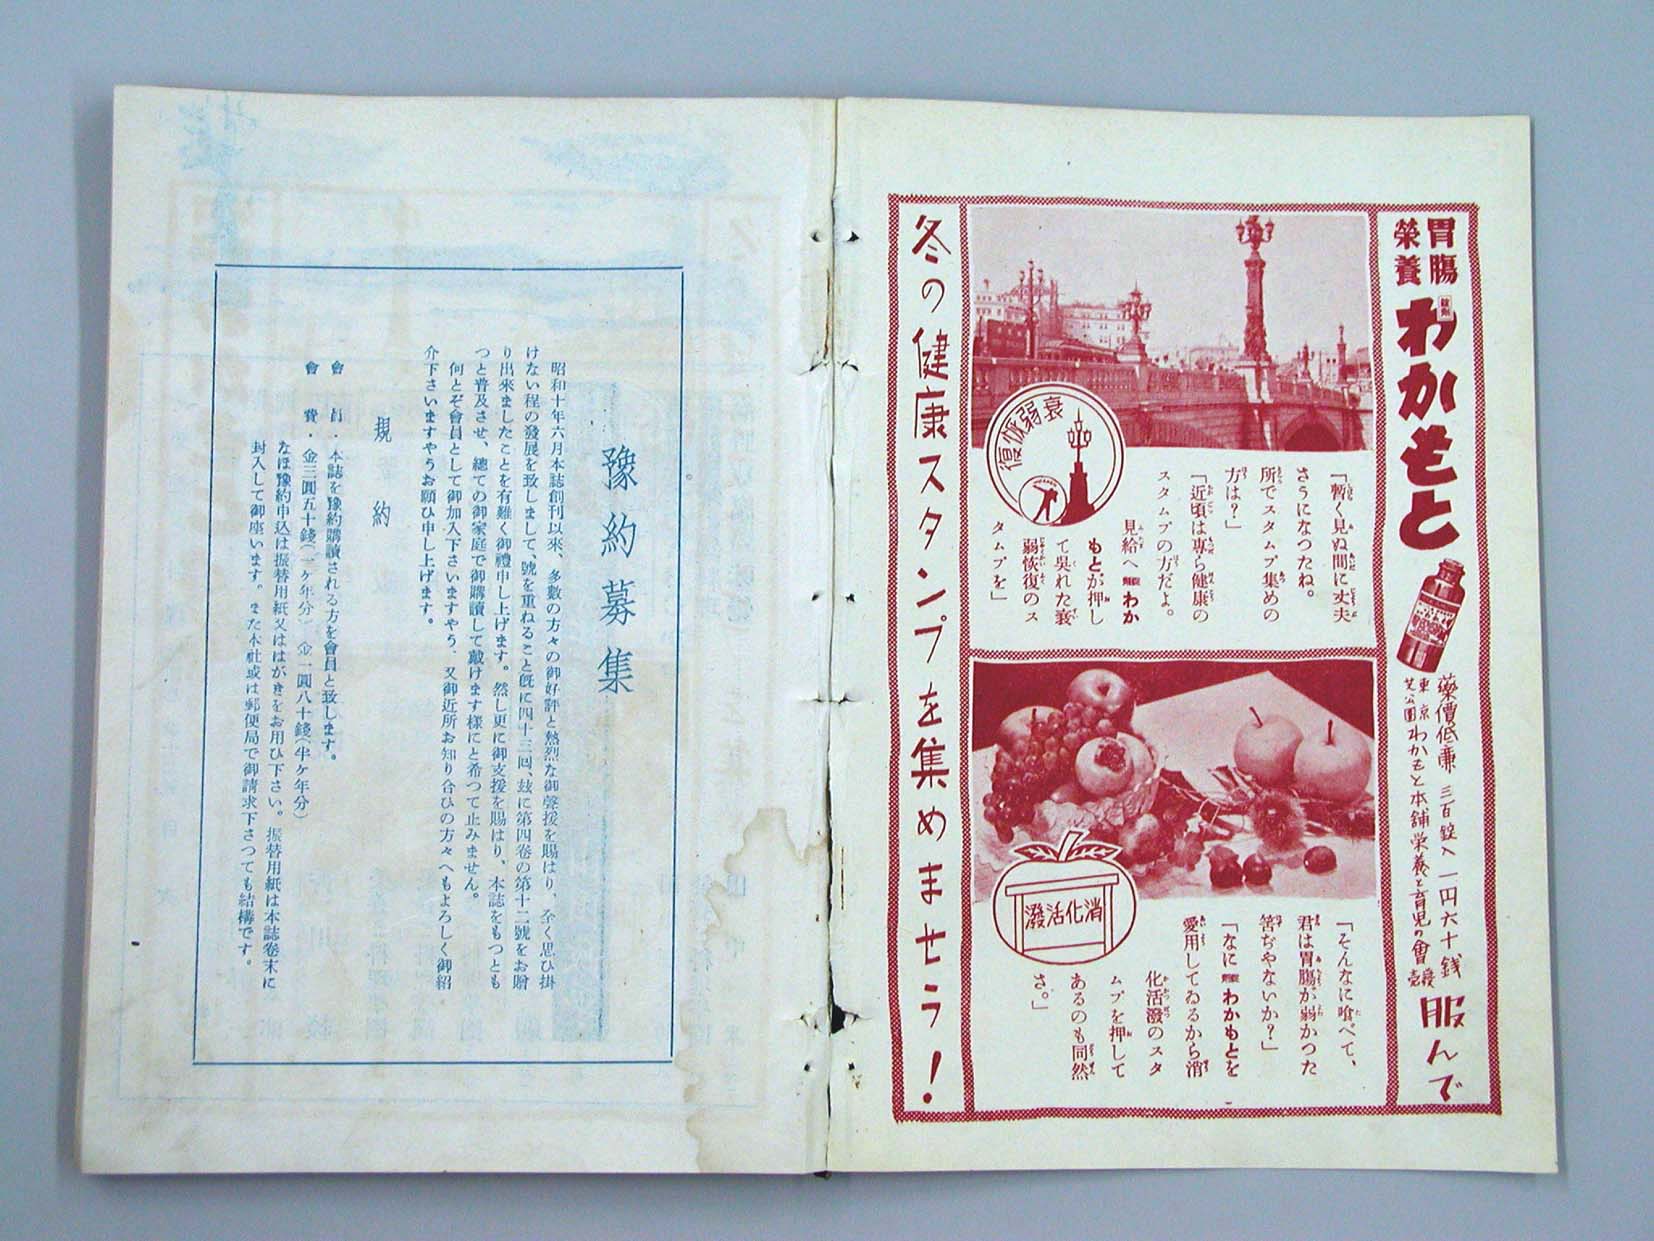 胃腸
榮養
錠剤
わかもと
藥價低廉 三百錠入 一円六十銭
東京
芝公園
わかもと本舗栄養と育児の會
服んで
「暫く見ぬ間に丈夫
さうになつたね。
所でスタムプ集めの
方は?」
「近頃は專ら健康の
スタムプの方だよ。
見給へ錠剤わか
もとが押し
て吳れた衰
弱恢復のス
タムプを」
衰弱恢復
「そんなに喰べて、
君は胃腸が弱かつた
筈ぢやないか?」
「なに錠剤わかもとを
愛用してゐるから消
化活潑のスタ
ムプを押して
あるのも同然
さ。」
消化活潑
冬の健康スタンプを集めませう!
豫約募集
昭和十年六月本誌創刊以來、多數の方々の御好評と熱烈な御聲援を賜はり、全く思ひ掛
けない程の發展を致しまして、號を重ねること旣に四十三回、玆に第四卷の第十二號をお贈
り出來ましたことを有難く御禮申し上げます。然し更に御支援を賜はり、本誌をもつとも
つと普及させ、總ての御家庭で御購讀して戴けます樣にと希つて止みません。
何とぞ會員として御加入下さいますやう、又御近所お知り合ひの方々へもよろしく御紹
介下さいますやうお願ひ申し上げます。
規約
會員・本誌を豫約購讀される方を會員と致します。
會費・金三圓五十錢(一ケ年分) 金一圓八十錢(半ケ年分)
なほ豫約申込は振替用紙又ははがきをお用ひ下さい。振替用紙は本誌卷末に
封入して御座います。また本社或は郵便局で御請求下さつても結構です。